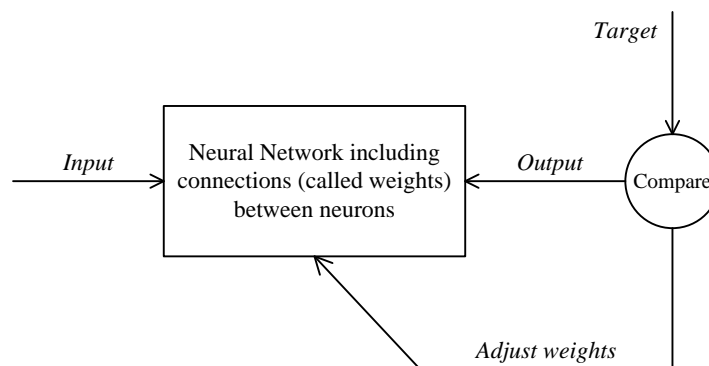 Target
Input
Neural Network including
connections (called weights)
between neurons
Output
Compare
Adjust weights